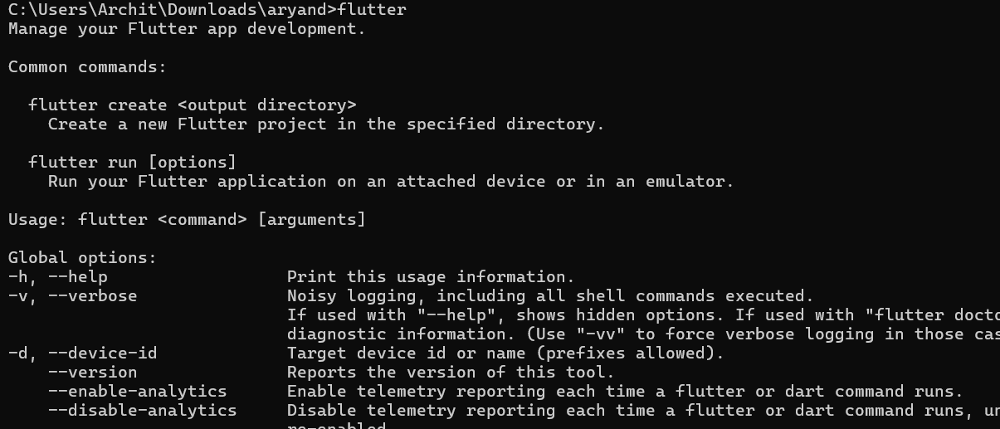 C:\Users\Archit\Downloads\aryand>flutter
Manage your Flutter app development.
Common commands:
flutter create <output directory>
Create a new Flutter project in the specified directory.
flutter run [options]
Run your Flutter application on an attached device or in an emulator.
Usage: flutter <command> [arguments]
Global options:
-h, --help Print this usage information.
-v, --verbose Noisy logging, including all shell commands executed.
If used with "--help", shows hidden options. If used with "flutter docto
diagnostic information. (Use "-vv" to force verbose logging in those cas
-d, --device-id Target device id or name (prefixes allowed).
--version Reports the version of this tool.
--enable-analytics Enable telemetry reporting each time a flutter or dart command runs.
--disable-analytics Disable telemetry reporting each time a flutter or dart command runs, un
re-enabled